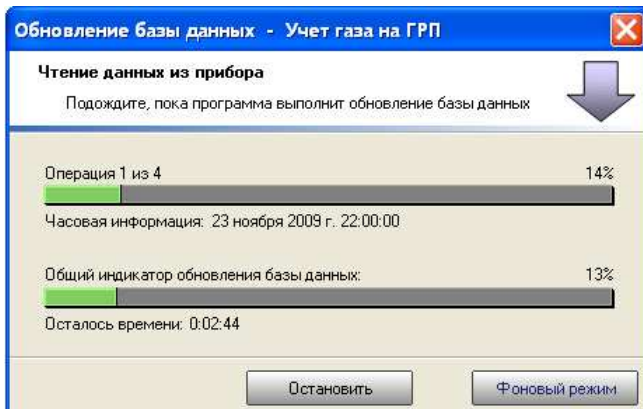 Обновление базы данных - Учет газа на ГРП
Чтение данных из прибора
Подождите, пока программа выполнит обновление базы данных
Операция 1 из 4 14%
Часовая информация: 23 ноября 2009 г. 22:00:00
Общий индикатор обновления базы данных: 13%
Осталось времени: 0:02:44
Остановить Фоновый режим